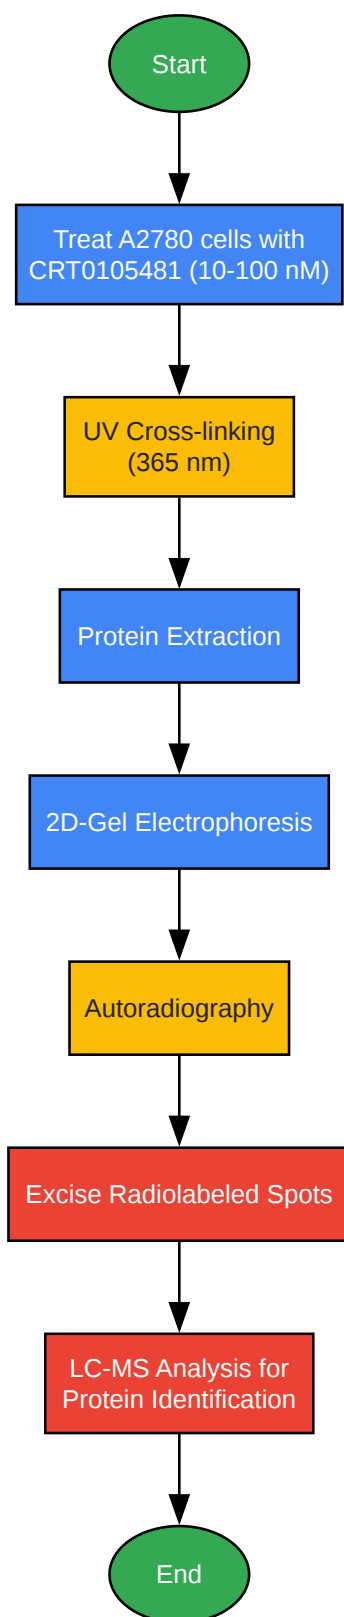 Start
Treat A2780 cells with
CRT0105481 (10-100 nM)
UV Cross-linking
(365 nm)
Protein Extraction
2D-Gel Electrophoresis
Autoradiography
Excise Radiolabeled Spots
LC-MS Analysis for
Protein Identification
End